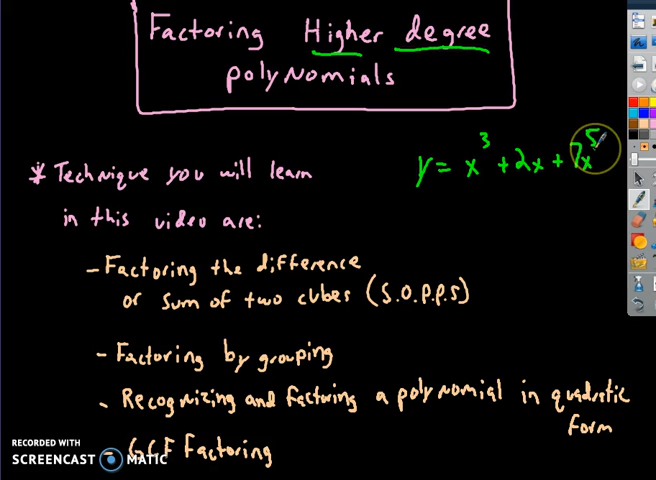 Factoring Higher degree
polynomials
y = x³ + 2x + 7x⁵
* Technique you will learn
in this video are:
- Factoring the difference
or sum of two cubes (S.O.P.P.S)
- Factoring by grouping
- Recognizing and factoring a polynomial in quadratic
form
GCF Factoring
RECORDED WITH
SCREENCAST MATIC